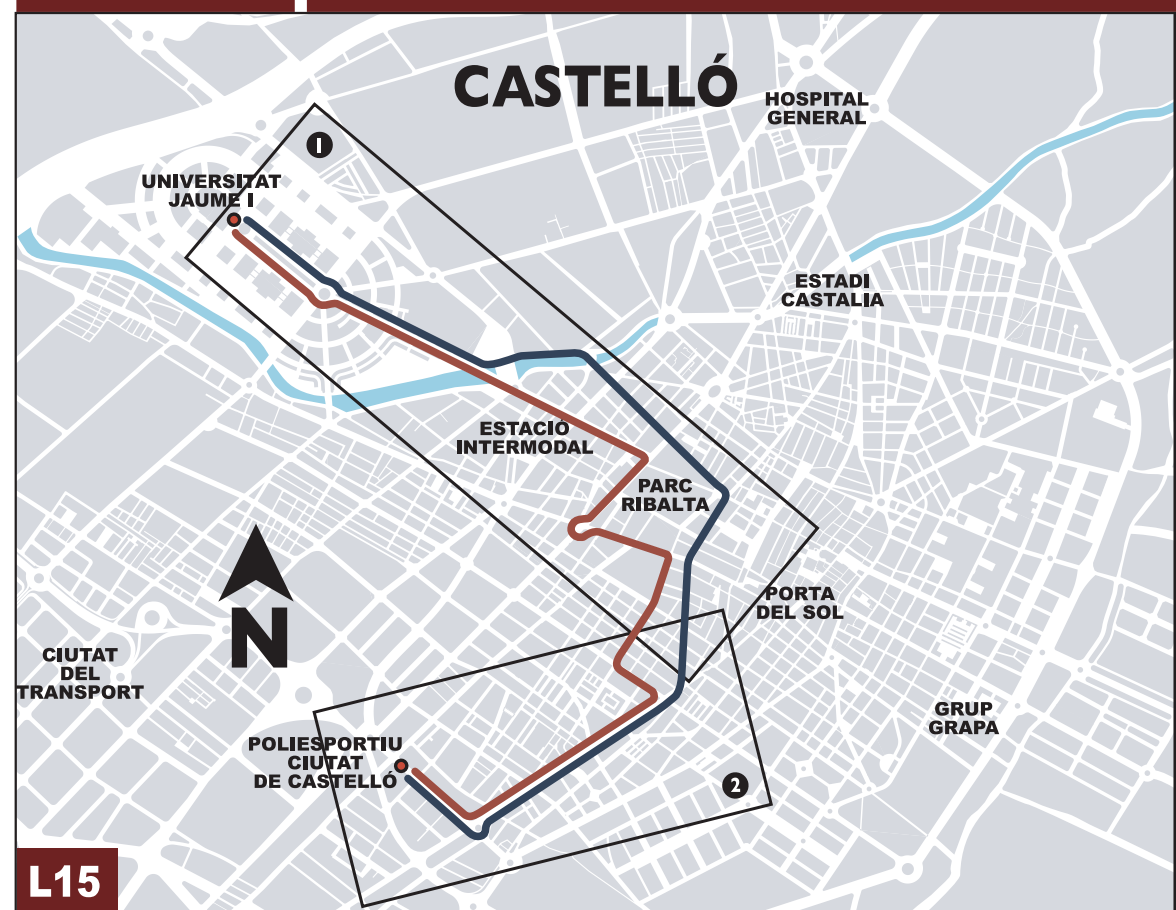 CASTELLÓ
HOSPITAL
GENERAL
1
UNIVERSITAT
JAUME I
ESTADI
CASTALIA
ESTACIÓ
INTERMODAL
PARC
RIBALTA
PORTA
DEL SOL
N
CIUTAT
DEL
TRANSPORT
GRUP
GRAPA
POLIESPORTIU
CIUTAT
DE CASTELLÓ
2
L15